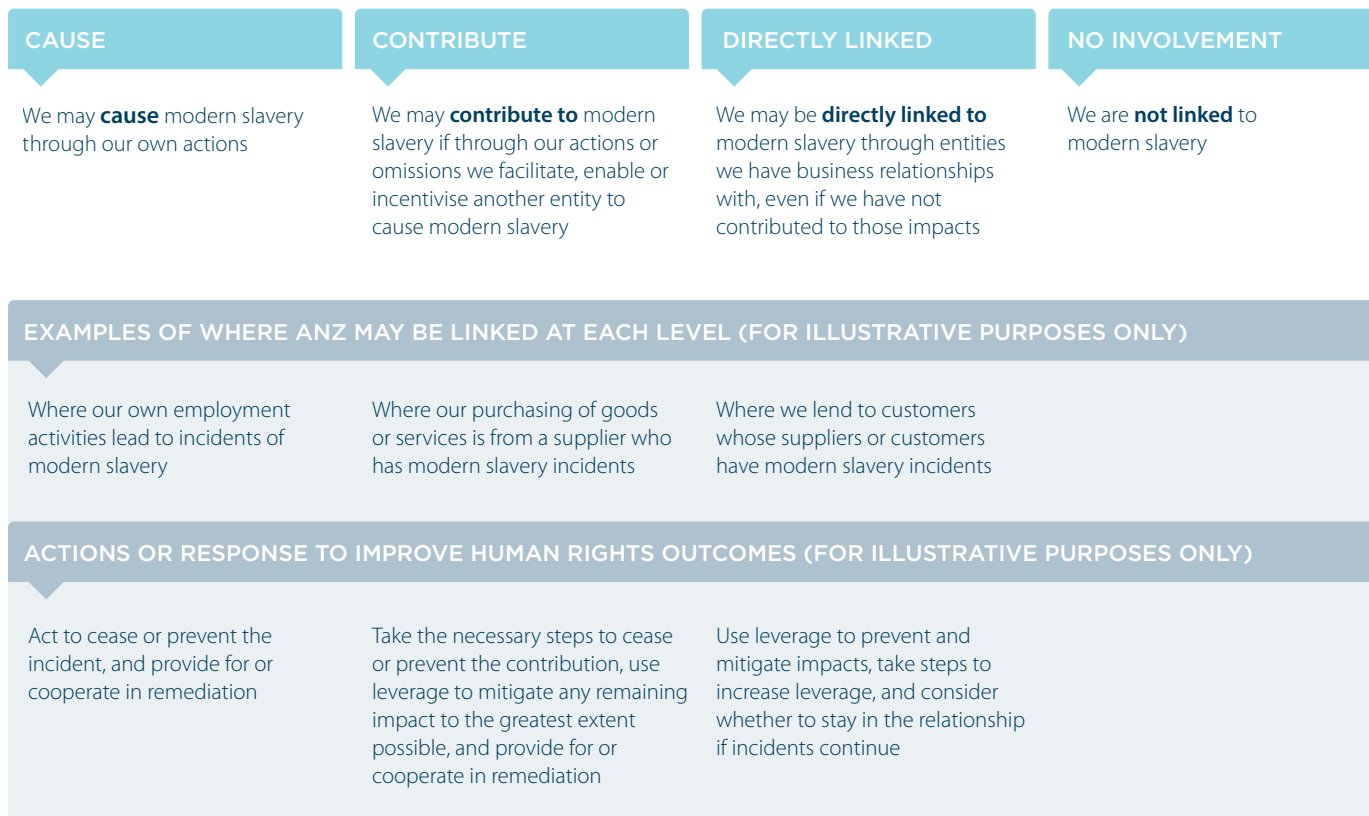 CAUSE
We may cause modern slavery
through our own actions
CONTRIBUTE
We may contribute to modern
slavery if through our actions or
omissions we facilitate, enable or
incentivise another entity to
cause modern slavery
DIRECTLY LINKED
We may be directly linked to
modern slavery through entities
we have business relationships
with, even if we have not
contributed to those impacts
NO INVOLVEMENT
We are not linked to
modern slavery
EXAMPLES OF WHERE ANZ MAY BE LINKED AT EACH LEVEL (FOR ILLUSTRATIVE PURPOSES ONLY)
Where our own employment
activities lead to incidents of
modern slavery
Where our purchasing of goods
or services is from a supplier who
has modern slavery incidents
Where we lend to customers
whose suppliers or customers
have modern slavery incidents
ACTIONS OR RESPONSE TO IMPROVE HUMAN RIGHTS OUTCOMES (FOR ILLUSTRATIVE PURPOSES ONLY)
Act to cease or prevent the
incident, and provide for or
cooperate in remediation
Take the necessary steps to cease
or prevent the contribution, use
leverage to mitigate any remaining
impact to the greatest extent
possible, and provide for or
cooperate in remediation
Use leverage to prevent and
mitigate impacts, take steps to
increase leverage, and consider
whether to stay in the relationship
if incidents continue